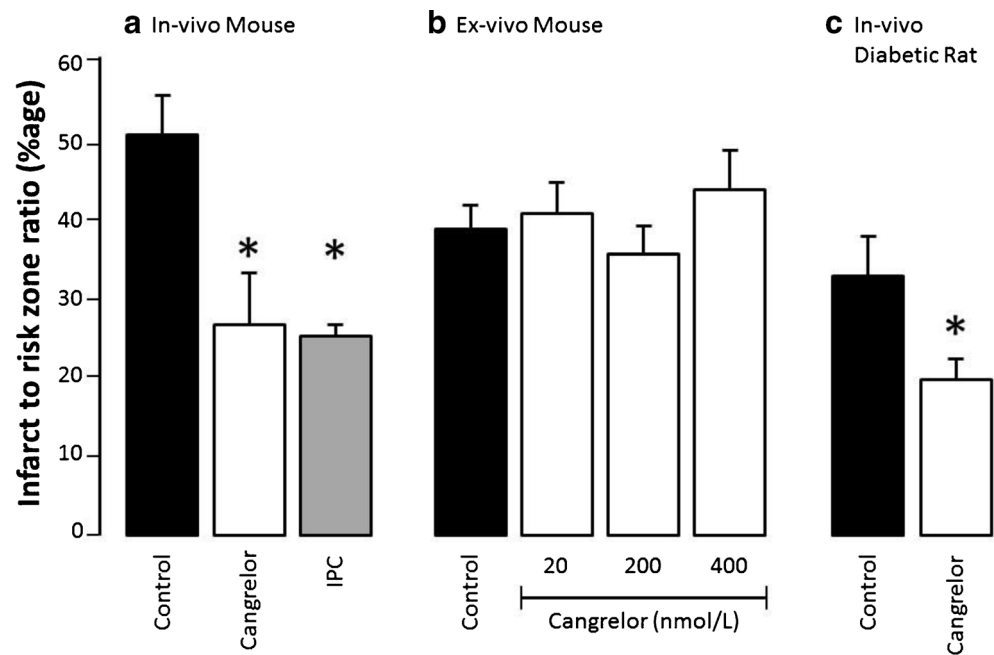 a In-vivo Mouse
b Ex-vivo Mouse
c In-vivo
Diabetic Rat
Infarct to risk zone ratio (%age)
60
50
40
30
20
10
0
*
*
*
Control
Cangrelor
IPC
Control
20
200
400
Cangrelor (nmol/L)
Control
Cangrelor